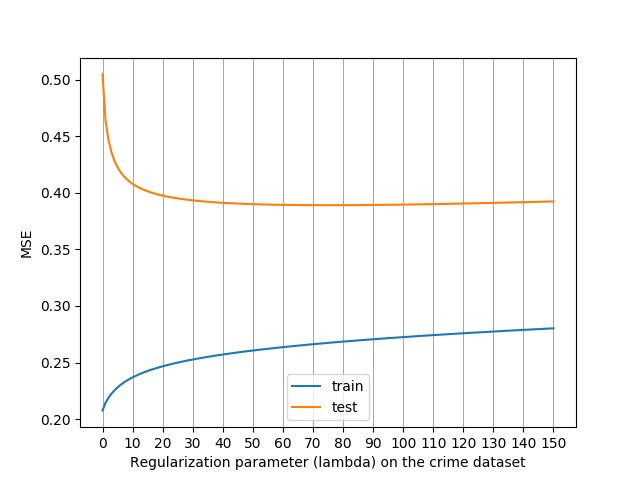 0.50
0.45
0.40
0.35
0.30
0.25
0.20
MSE
train
test
0 10 20 30 40 50 60 70 80 90 100 110 120 130 140 150
Regularization parameter (lambda) on the crime dataset